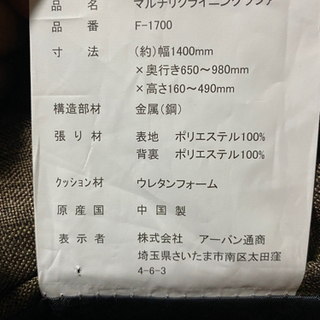 品 名 マルチリクライニングソファ
品 番 F-1700
寸 法 (約)幅1400mm
×奥行き650～980mm
×高さ160～490mm
構造部材 金属(鋼)
張り材 表地 ポリエステル100%
背裏 ポリエステル100%
クッション材 ウレタンフォーム
原産国 中国製
表示者 株式会社 アーバン通商
埼玉県さいたま市南区太田窪
4-6-3